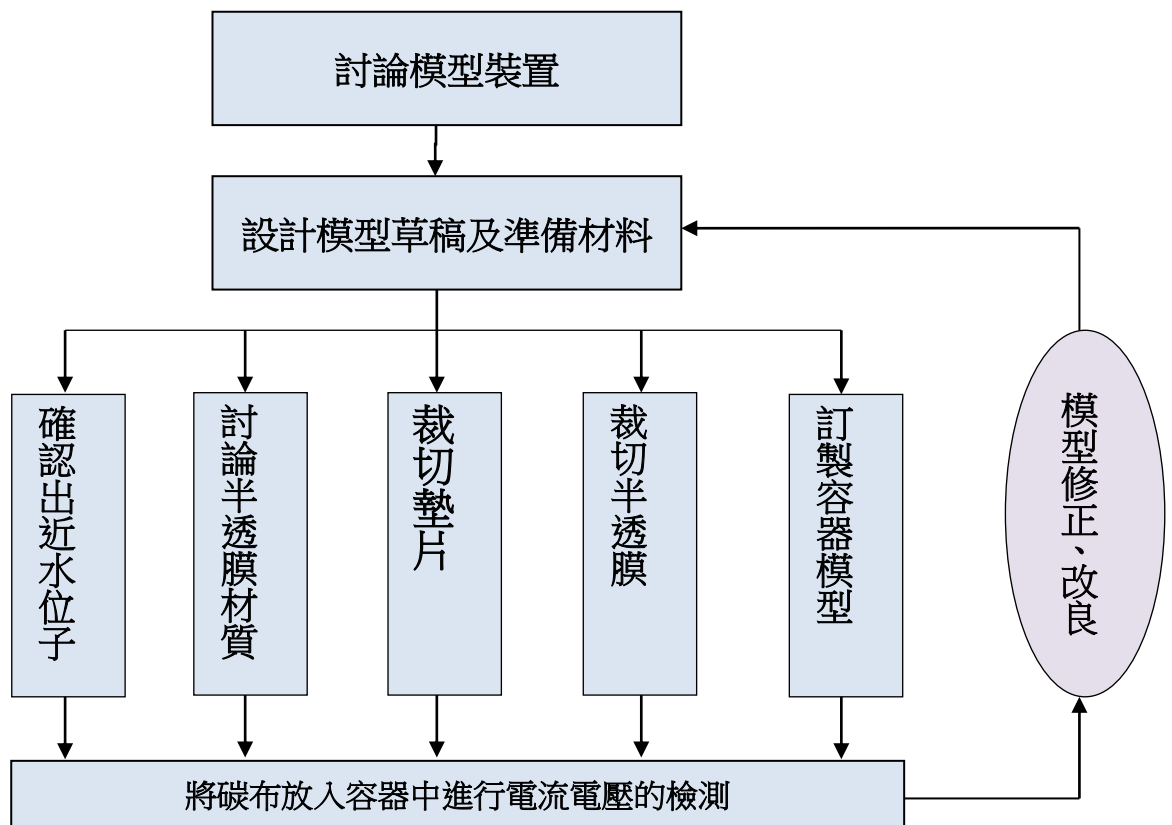 討論模型裝置
設計模型草稿及準備材料
確認出近水位子
討論半透膜材質
裁切墊片
裁切半透膜
訂製容器模型
模型修正、改良
將碳布放入容器中進行電流電壓的檢測